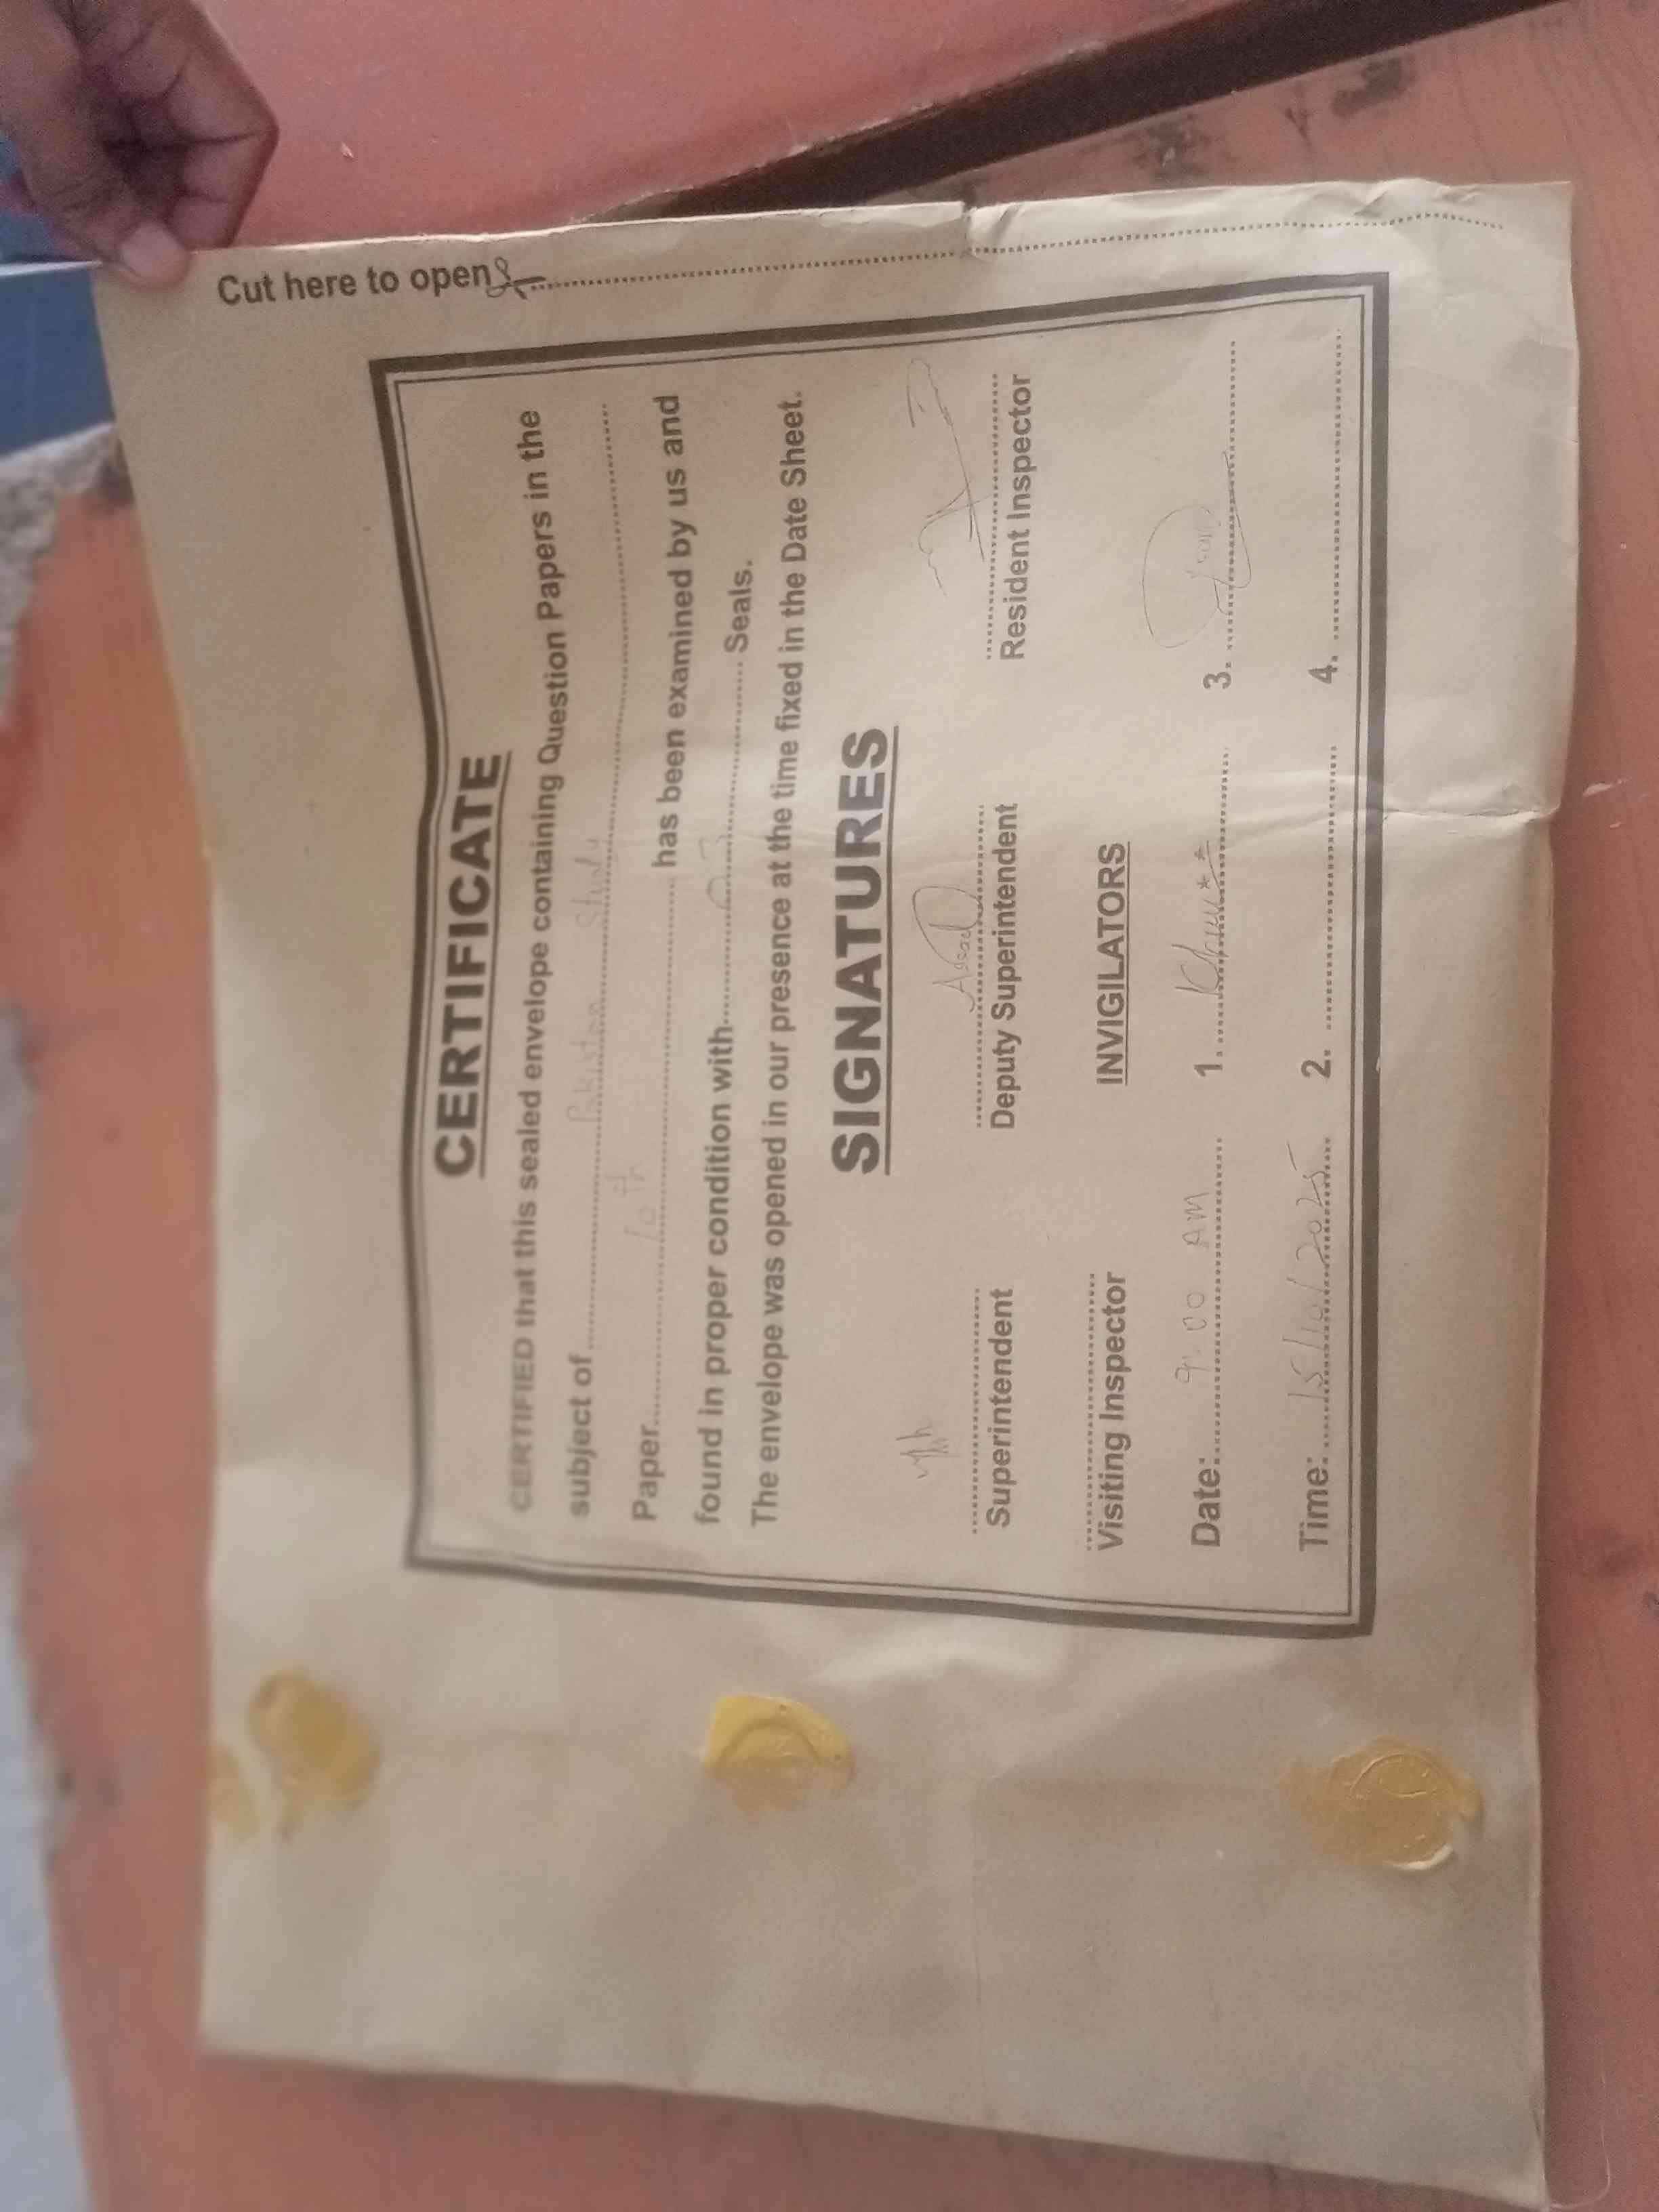 Cut here to open
CERTIFICATE
CERTIFIED that this sealed envelope containing Question Papers in the
subject of Pakistan Study
Paper 10th has been examined by us and
found in proper condition with Seals.
The envelope was opened in our presence at the time fixed in the Date Sheet.
SIGNATURES
Superintendent Deputy Superintendent Resident Inspector
Visiting Inspector INVIGILATORS
Date: 9:00 AM 1. 3.
Time: 15/10/2025 2. 4.